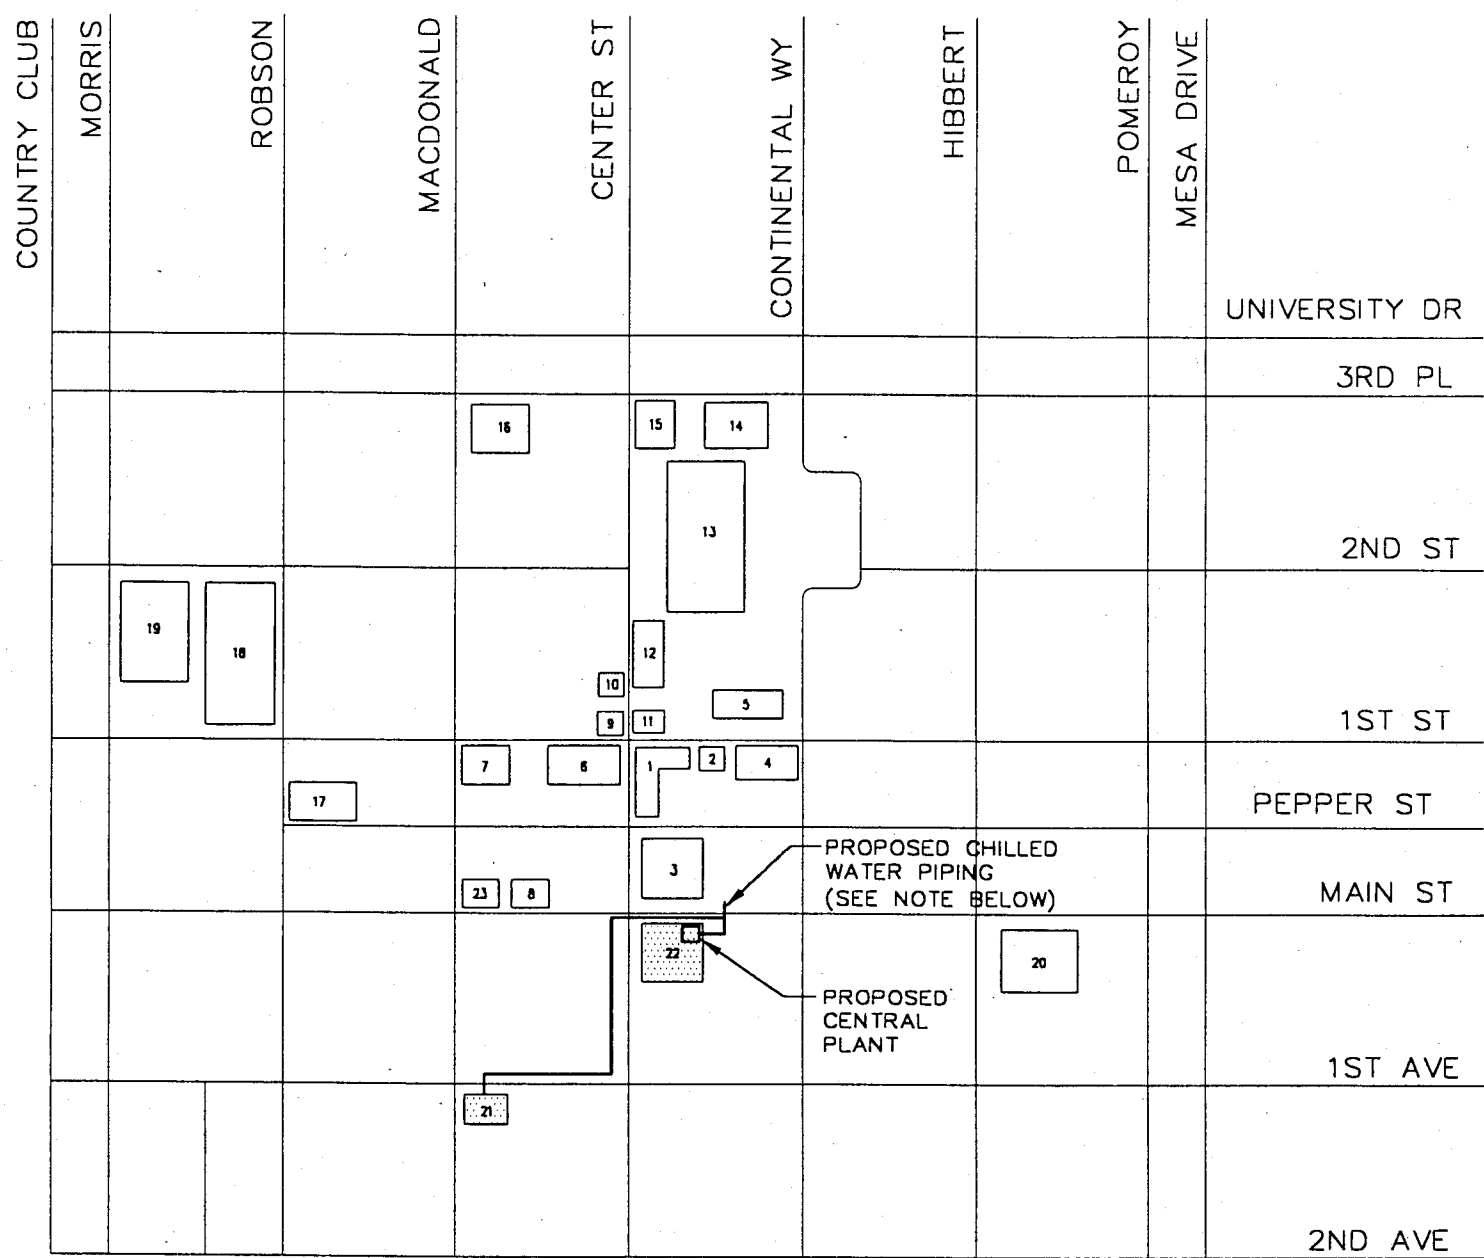 COUNTRY CLUB
MORRIS
ROBSON
MACDONALD
CENTER ST
CONTINENTAL WY
HIBBERT
POMEROY
MESA DRIVE
UNIVERSITY DR
3RD PL
16
15
14
13
2ND ST
19
18
12
10
5
9
11
1ST ST
7
6
1
2
4
17
PEPPER ST
3
PROPOSED CHILLED
WATER PIPING
(SEE NOTE BELOW)
23
8
MAIN ST
22
20
PROPOSED
CENTRAL
PLANT
1ST AVE
21
2ND AVE